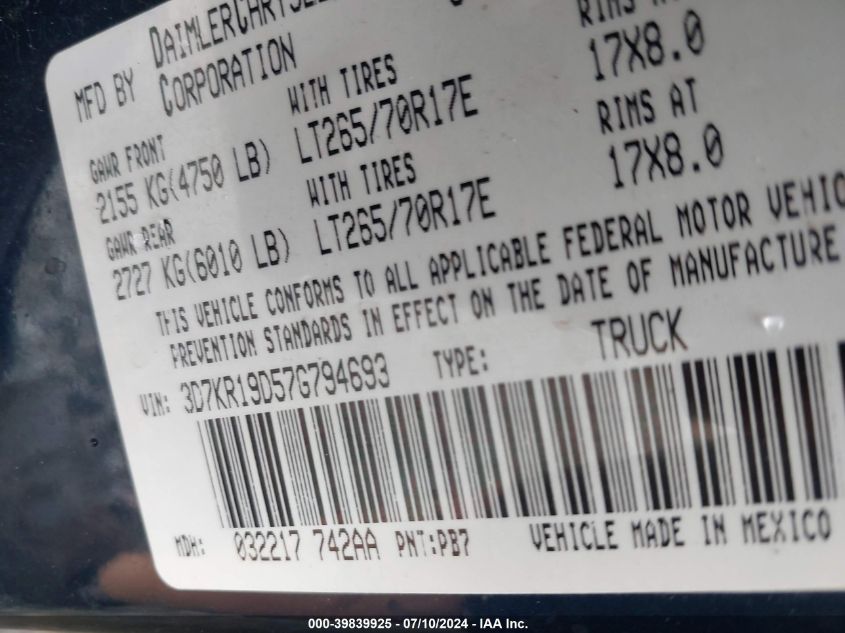 MFD BY DAIMLERCHRYSLER
CORPORATION
RIMS AT
GAWR FRONT WITH TIRES 17X8.0
2155 KG(4750 LB) LT265/70R17E RIMS AT
GAWR REAR WITH TIRES 17X8.0
2727 KG(6010 LB) LT265/70R17E
THIS VEHICLE CONFORMS TO ALL APPLICABLE FEDERAL MOTOR
PREVENTION STANDARDS IN EFFECT ON THE DATE OF MANUFACTURE
VIN: 3D7KR19D57G794693 TYPE: TRUCK
MDH: 032217 742AA PNT:PB7 VEHICLE MADE IN MEXICO
000-39839925 - 07/10/2024 - IAA Inc.